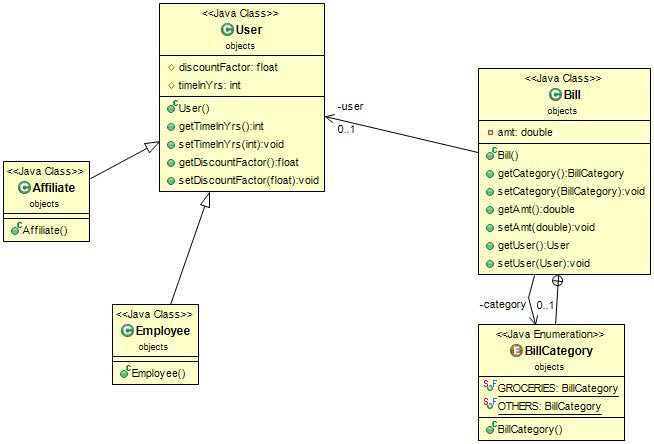 <<Java Class>>
User
objects
discountFactor: float
timeInYrs: int
User()
getTimeInYrs():int
setTimeInYrs(int):void
getDiscountFactor():float
setDiscountFactor(float):void
-user
0..1
<<Java Class>>
Bill
objects
amt: double
Bill()
getCategory():BillCategory
setCategory(BillCategory):void
getAmt():double
setAmt(double):void
getUser():User
setUser(User):void
<<Java Class>>
Affiliate
objects
Affiliate()
<<Java Class>>
Employee
objects
Employee()
-category
0..1
<<Java Enumeration>>
BillCategory
objects
GROCERIES: BillCategory
OTHERS: BillCategory
BillCategory()